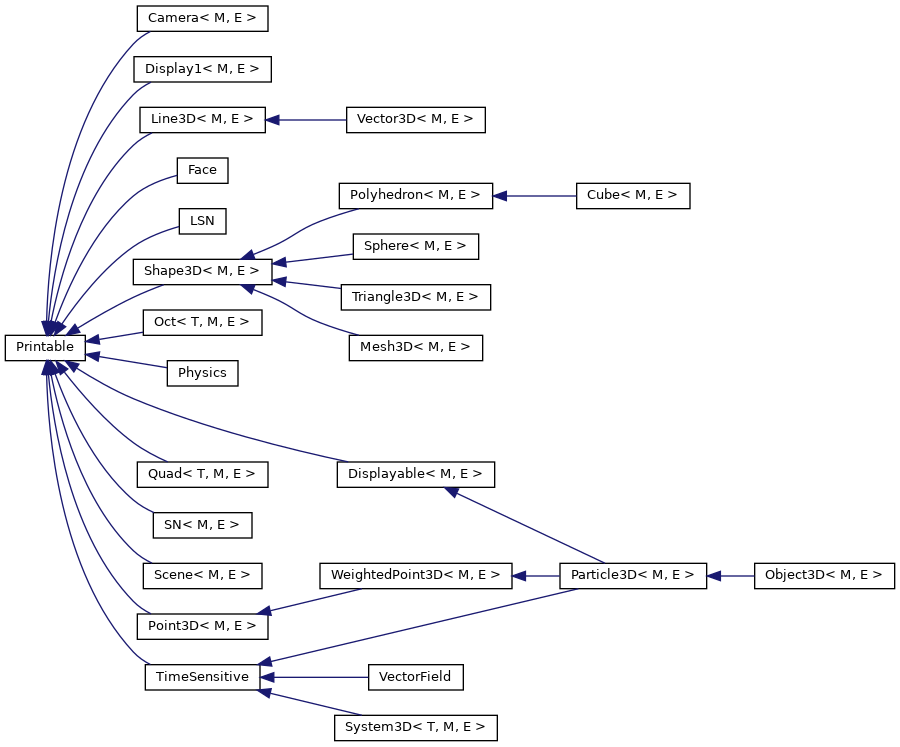 Camera< M, E >
Display1< M, E >
Line3D< M, E >
Vector3D< M, E >
Face
Polyhedron< M, E >
Cube< M, E >
LSN
Sphere< M, E >
Shape3D< M, E >
Triangle3D< M, E >
Oct< T, M, E >
Printable
Mesh3D< M, E >
Physics
Quad< T, M, E >
Displayable< M, E >
SN< M, E >
Scene< M, E >
WeightedPoint3D< M, E >
Particle3D< M, E >
Object3D< M, E >
Point3D< M, E >
TimeSensitive
VectorField
System3D< T, M, E >